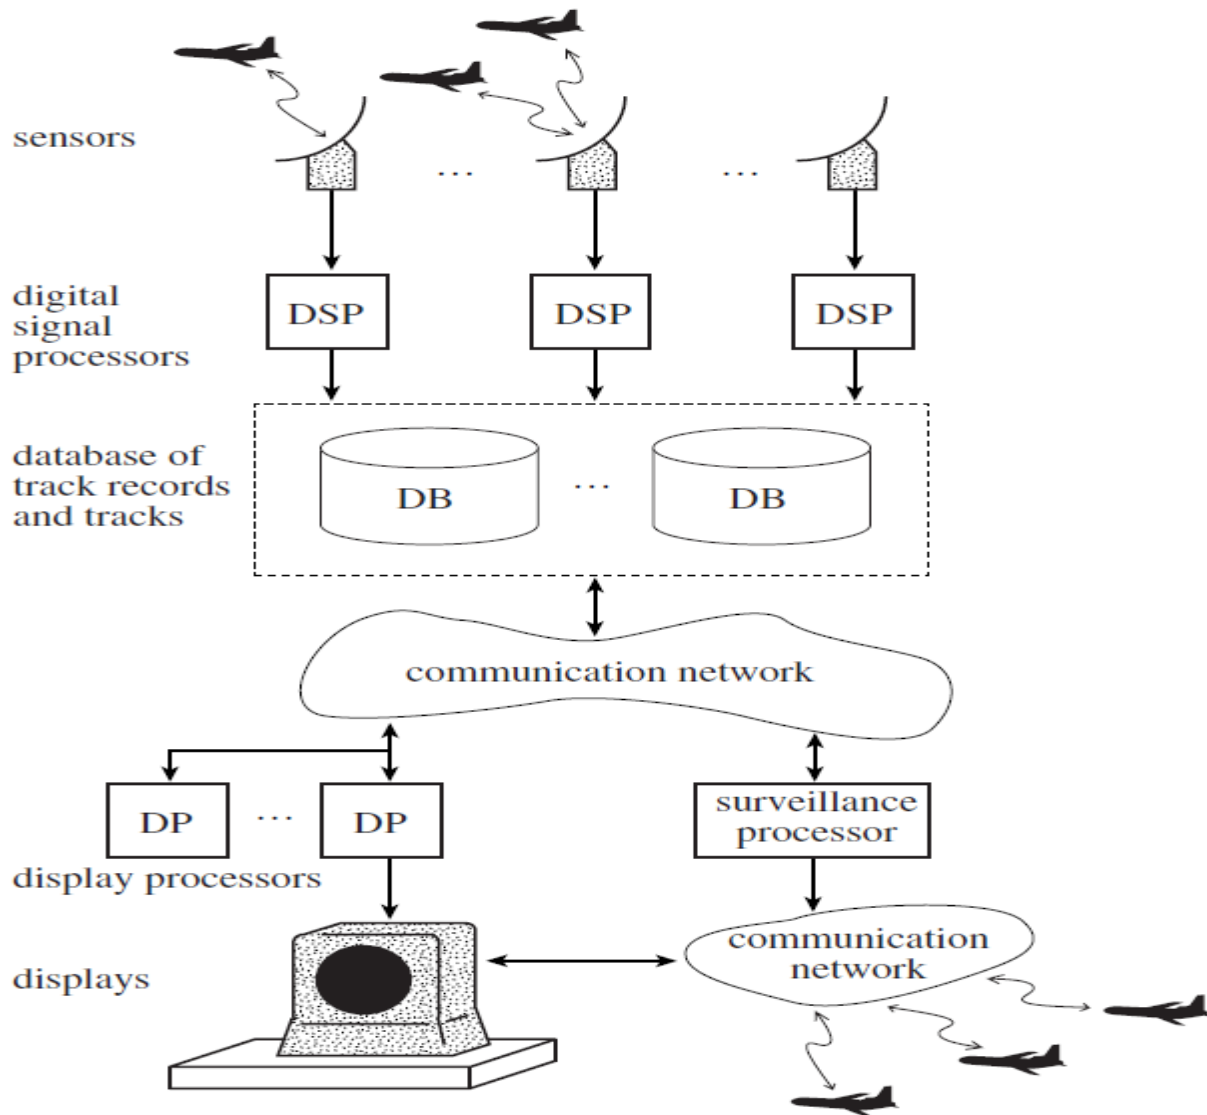 sensors
... ...
digital
signal
processors
DSP DSP DSP
database of
track records
and tracks
DB ... DB
communication network
DP ... DP
surveillance
processor
display processors
displays
communication
network